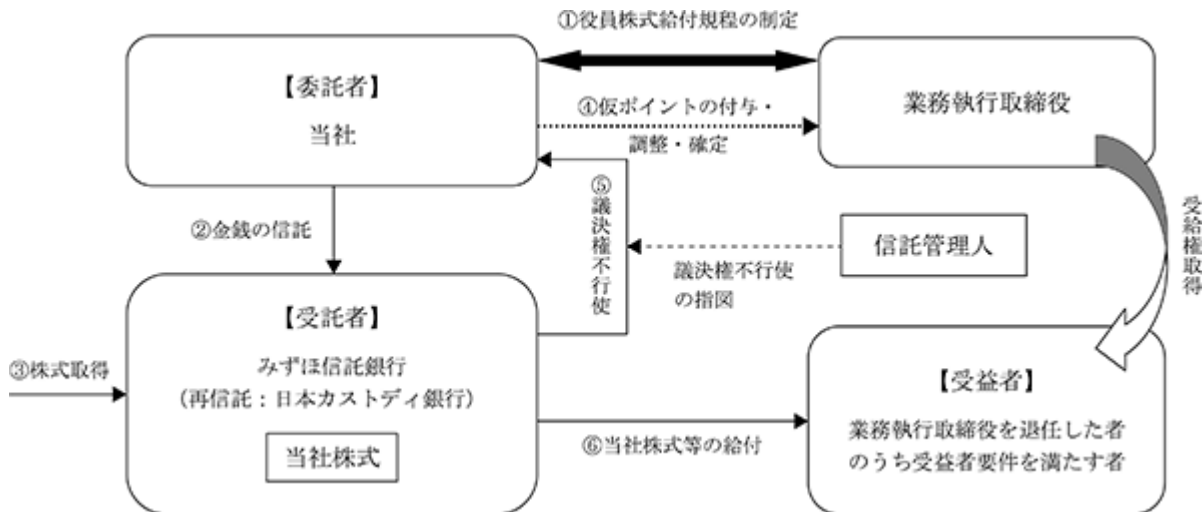 ①役員株式給付規程の制定
【委託者】
当社
業務執行取締役
④仮ポイントの付与・
調整・確定
②金銭の信託
⑤議決権不行使
信託管理人
議決権不行使
の指図
受給権取得
③株式取得
【受託者】
みずほ信託銀行
(再信託:日本カストディ銀行)
当社株式
⑥当社株式等の給付
【受益者】
業務執行取締役を退任した者
のうち受益者要件を満たす者